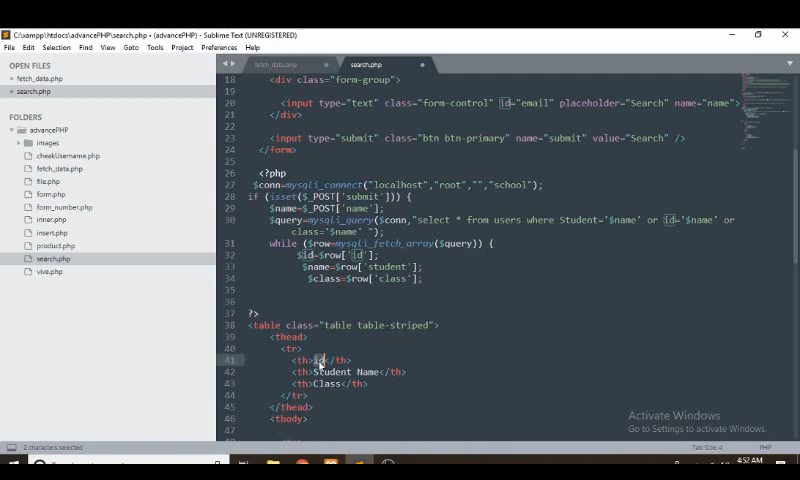 C:\xampp\htdocs\advancePHP\search.php (advancePHP) - Sublime Text (UNREGISTERED)
File Edit Selection Find View Goto Tools Project Preferences Help
OPEN FILES
fetch_data.php
search.php
FOLDERS
advancePHP
images
cheakUsername.php
fetch_data.php
file.php
form.php
form_number.php
inner.php
insert.php
product.php
search.php
vive.php
fetch_data.php search.php
18 <div class="form-group">
19
20 <input type="text" class="form-control" id="email" placeholder="Search" name="name">
21 </div>
22
23 <input type="submit" class="btn btn-primary" name="submit" value="Search" />
24 </form>
25
26 <?php
27 $conn=mysqli_connect("localhost","root","","school");
28 if (isset($_POST['submit'])) {
29 $name=$_POST['name'];
30 $query=mysqli_query($conn,"select * from users where Student='$name' or id='$name' or
class='$name' ");
31 while ($row=mysqli_fetch_array($query)) {
32 $id=$row['id'];
33 $name=$row['student'];
34 $class=$row['class'];
35
36
37 ?>
38 <table class="table table-striped">
39 <thead>
40 <tr>
41 <th>id</th>
42 <th>Student Name</th>
43 <th>Class</th>
44 </tr>
45 </thead>
46 <tbody>
47
Activate Windows
Go to Settings to activate Windows.
2 characters selected Tab Size: 4 PHP
4:52 AM